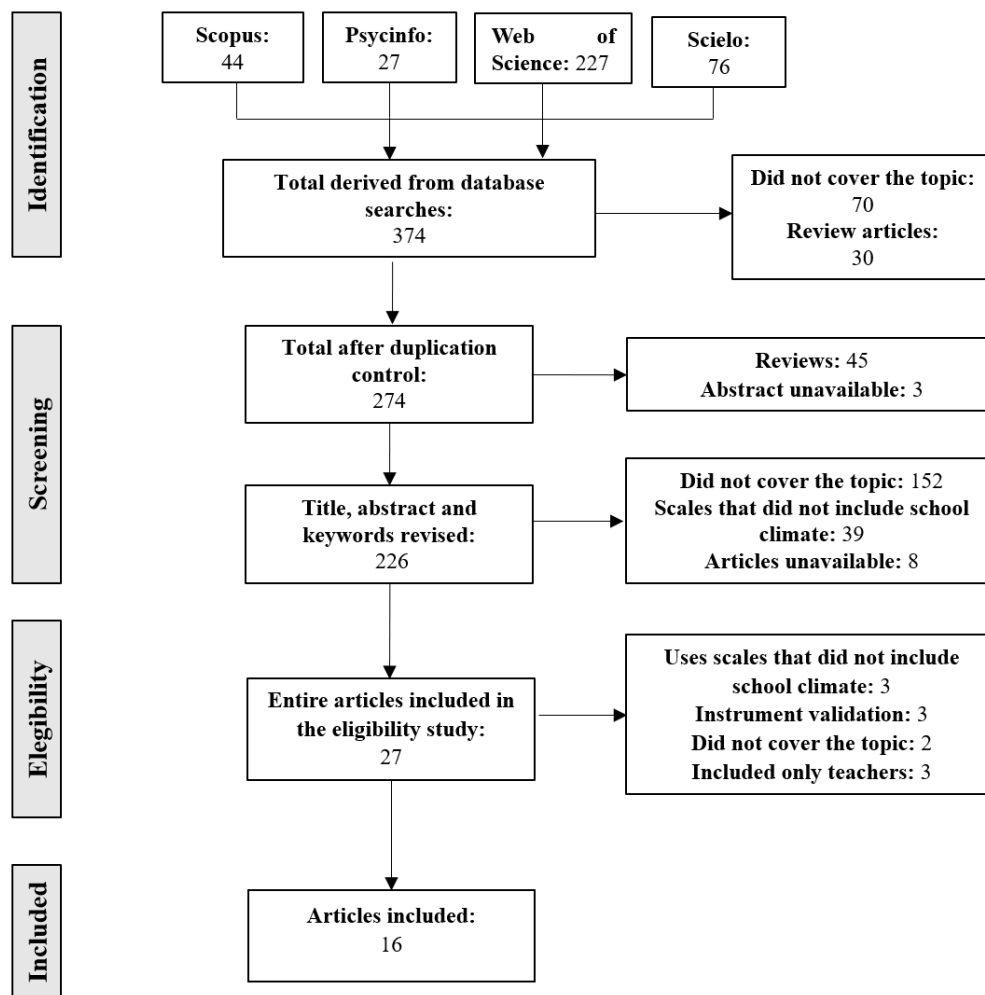 Identification
Scopus:
44
Psycinfo:
27
Web of
Science: 227
Scielo:
76
Total derived from database
searches:
374
Did not cover the topic:
70
Review articles:
30
Screening
Total after duplication
control:
274
Reviews: 45
Abstract unavailable: 3
Title, abstract and
keywords revised:
226
Did not cover the topic: 152
Scales that did not include school
climate: 39
Articles unavailable: 8
Elegibility
Entire articles included in
the eligibility study:
27
Uses scales that did not include
school climate: 3
Instrument validation: 3
Did not cover the topic: 2
Included only teachers: 3
Included
Articles included:
16